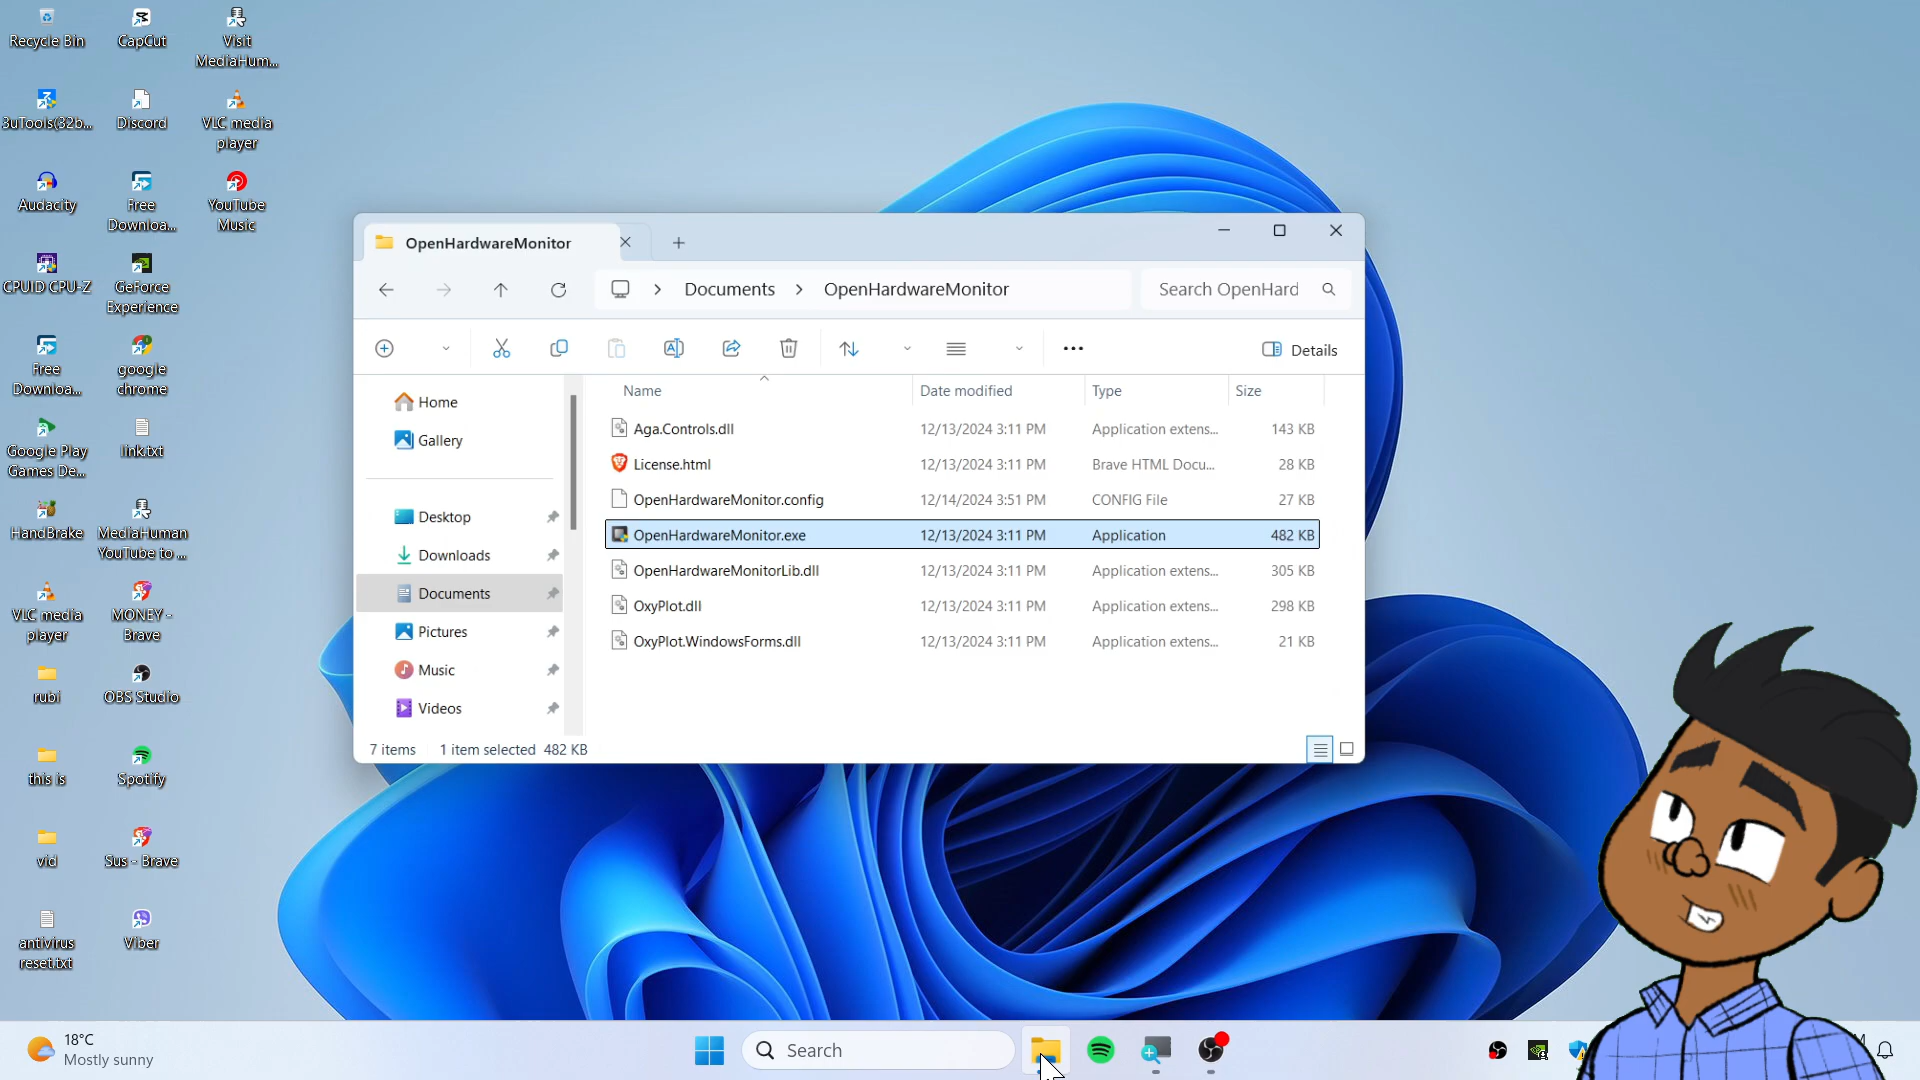 Recycle Bin
CapCut
Visit
MediaHum...
3uTools(32b...
Discord
VLC media
player
Audacity
Free
Downloa...
YouTube
Music
CPUID CPU-Z
GeForce
Experience
Free
Downloa...
google
chrome
Google Play
Games De...
link.txt
HandBrake
MediaHuman
YouTube to ...
VLC media
player
MONEY -
Brave
rubi
OBS Studio
this is
Spotify
vid
Sus - Brave
antivirus
reset.txt
Viber
OpenHardwareMonitor
Documents > OpenHardwareMonitor
Search OpenHard
Details
Name Date modified Type Size
Home
Gallery
Desktop
Downloads
Documents
Pictures
Music
Videos
Aga.Controls.dll 12/13/2024 3:11 PM Application extens... 143 KB
License.html 12/13/2024 3:11 PM Brave HTML Docu... 28 KB
OpenHardwareMonitor.config 12/14/2024 3:51 PM CONFIG File 27 KB
OpenHardwareMonitor.exe 12/13/2024 3:11 PM Application 482 KB
OpenHardwareMonitorLib.dll 12/13/2024 3:11 PM Application extens... 305 KB
OxyPlot.dll 12/13/2024 3:11 PM Application extens... 298 KB
OxyPlot.WindowsForms.dll 12/13/2024 3:11 PM Application extens... 21 KB
7 items 1 item selected 482 KB
18°C
Mostly sunny
Search